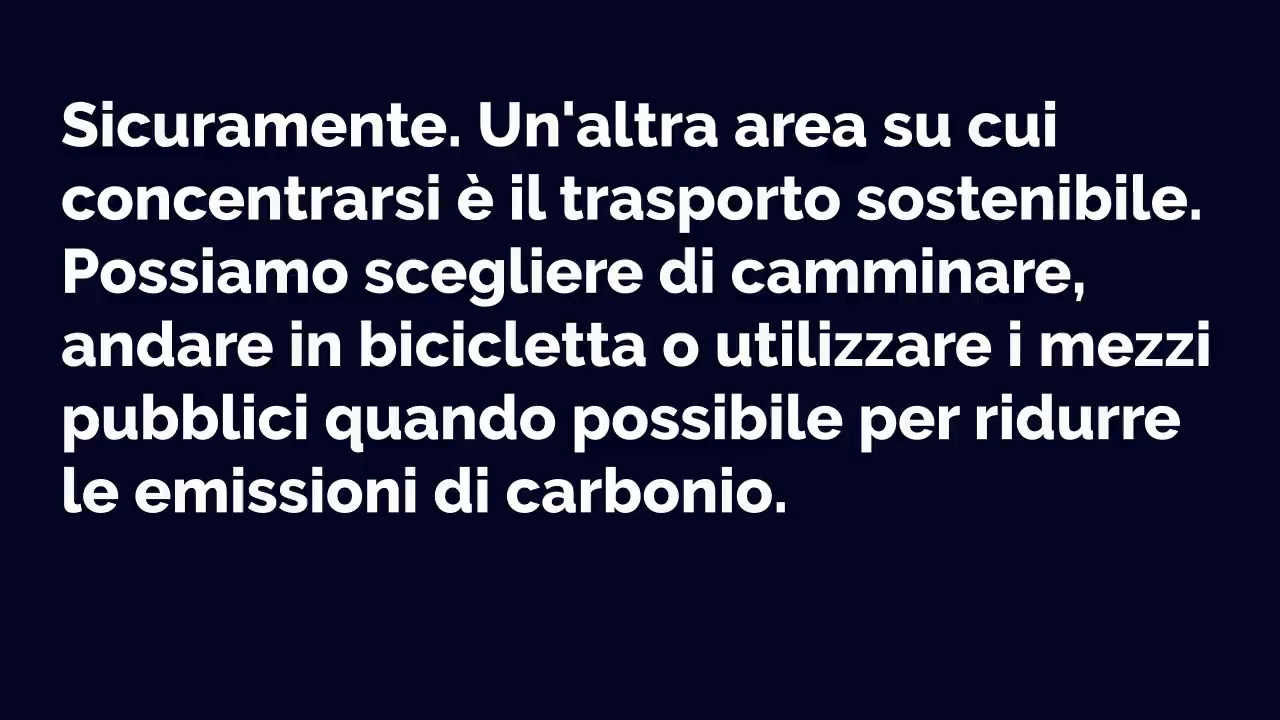 Sicuramente. Un'altra area su cui
concentrarsi è il trasporto sostenibile.
Possiamo scegliere di camminare,
andare in bicicletta o utilizzare i mezzi
pubblici quando possibile per ridurre
le emissioni di carbonio.